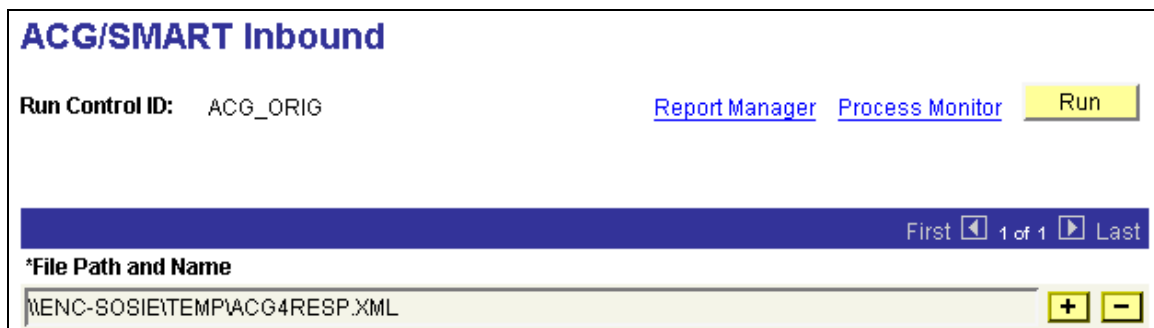 ACG/SMART Inbound
Run Control ID: ACG_ORIG Report Manager Process Monitor Run
First 1 of 1 Last
*File Path and Name
\\ENC-SOSIE\TEMP\ACG4RESP.XML + −